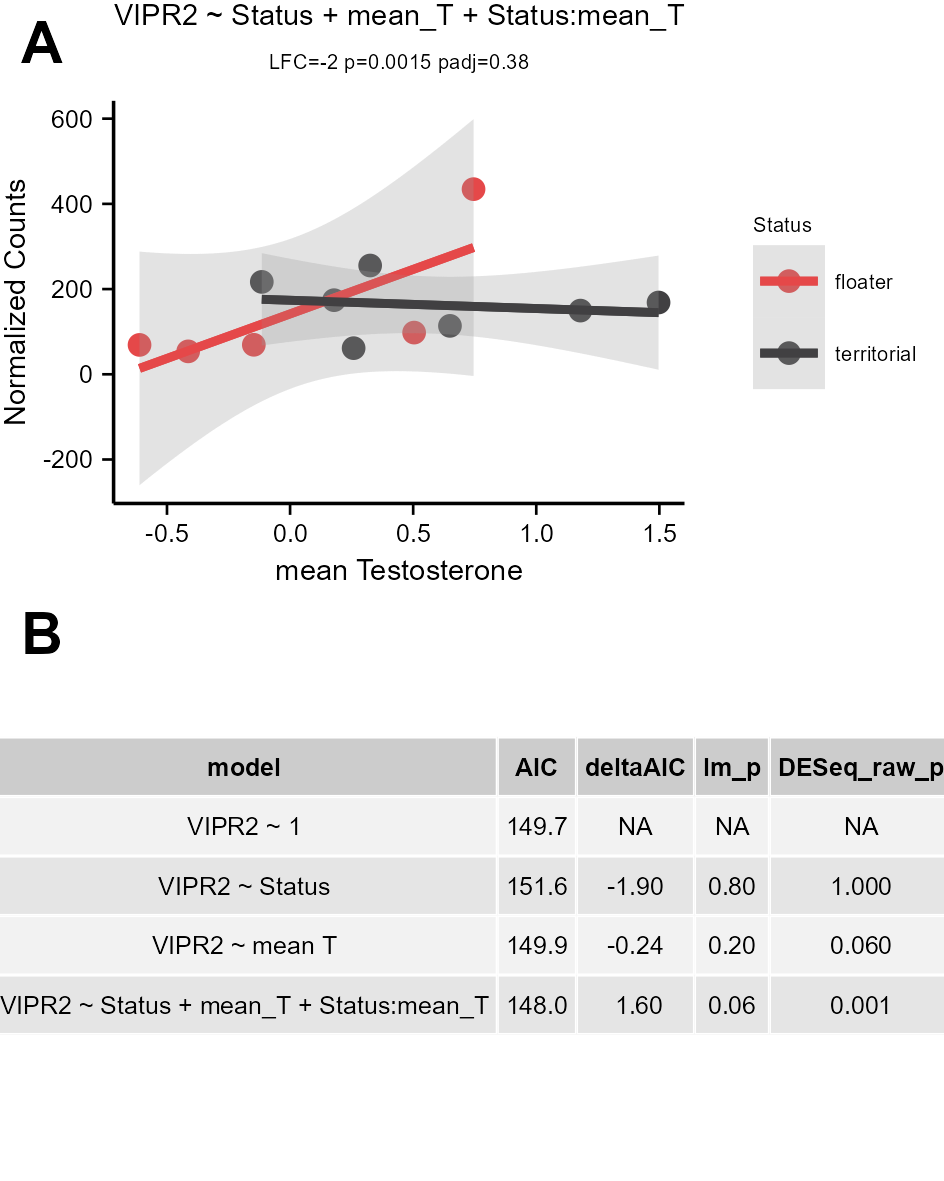 VIPR2 ~ Status + mean_T + Status:mean_T
A
LFC=-2 p=0.0015 padj=0.38
Normalized Counts
600
400
200
0
-200
-0.5 0.0 0.5 1.0 1.5
mean Testosterone
Status
floater
territorial
B
model AIC deltaAIC lm_p DESeq_raw_p
VIPR2 ~ 1 149.7 NA NA NA
VIPR2 ~ Status 151.6 -1.90 0.80 1.000
VIPR2 ~ mean T 149.9 -0.24 0.20 0.060
VIPR2 ~ Status + mean_T + Status:mean_T 148.0 1.60 0.06 0.001